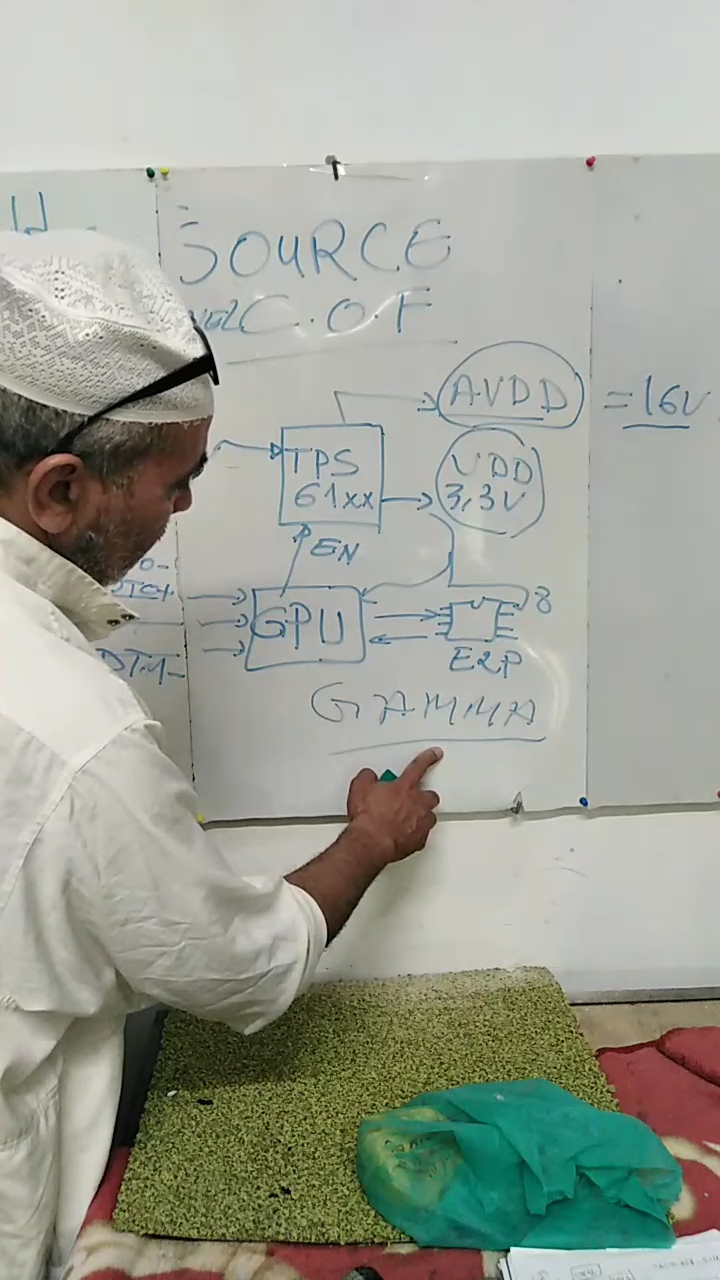 SOURCE
C.O.F
AVDD
=16V
TPS
61xx
VDD
3,3V
EN
GPU
8
E2P
GAMMA